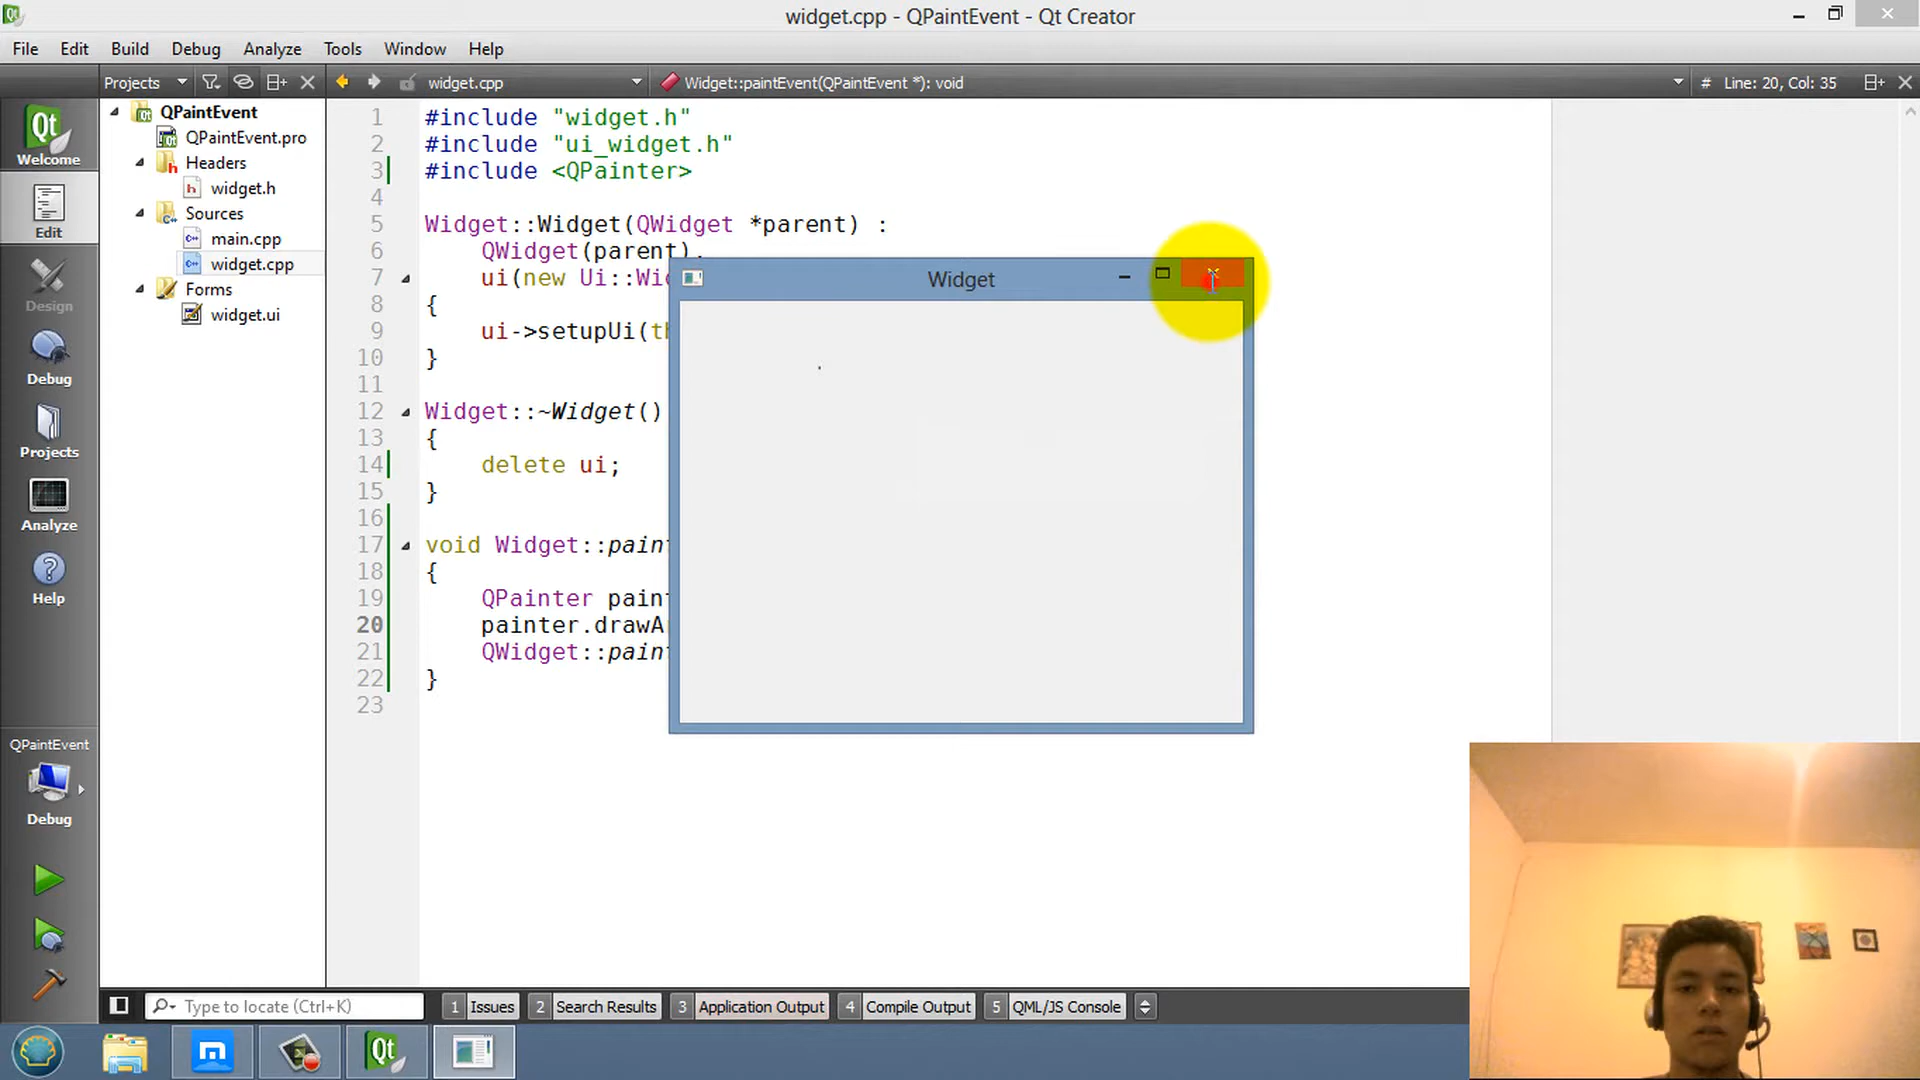 widget.cpp - QPaintEvent - Qt Creator
File Edit Build Debug Analyze Tools Window Help
Projects widget.cpp Widget::paintEvent(QPaintEvent *): void # Line: 20, Col: 35
Welcome
Edit
Design
Debug
Projects
Analyze
Help
QPaintEvent
Debug
QPaintEvent
QPaintEvent.pro
Headers
widget.h
Sources
main.cpp
widget.cpp
Forms
widget.ui
1 #include "widget.h"
2 #include "ui_widget.h"
3 #include <QPainter>
4
5 Widget::Widget(QWidget *parent) :
6 QWidget(parent),
7 ui(new Ui::Wi
8 {
9 ui->setupUi(t
10 }
11
12 Widget::~Widget()
13 {
14 delete ui;
15 }
16
17 void Widget::pain
18 {
19 QPainter pain
20 painter.drawA
21 QWidget::pain
22 }
23
Widget
Type to locate (Ctrl+K) 1 Issues 2 Search Results 3 Application Output 4 Compile Output 5 QML/JS Console